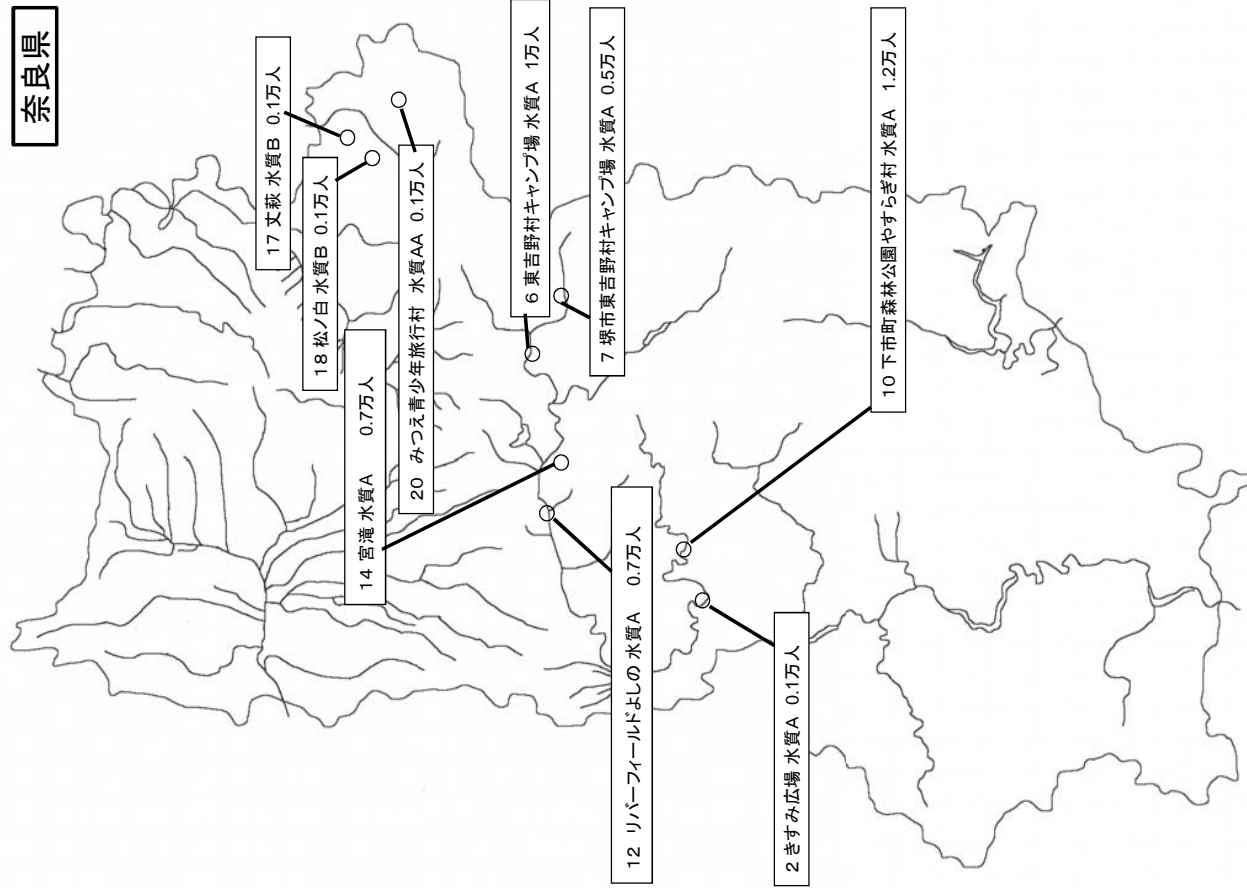 奈良県
17 丈萩 水質B 0.1万人
18 松ノ白 水質B 0.1万人
14 宮滝 水質A 0.7万人
20 みつえ青少年旅行村 水質AA 0.1万人
6 東吉野村キャンプ場 水質A 1万人
7 堺市東吉野村キャンプ場 水質A 0.5万人
12 リバーフィールドよしの 水質A 0.7万人
2 きすみ広場 水質A 0.1万人
10 下市町森林公園やすらぎ村 水質A 1.2万人